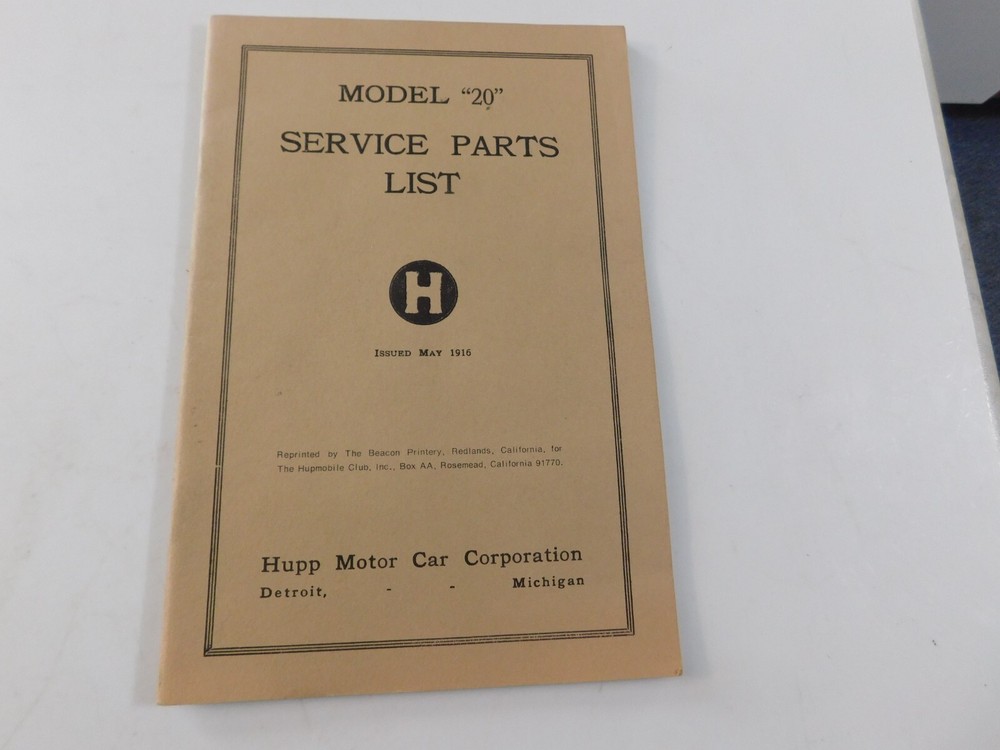 MODEL “20”
SERVICE PARTS
LIST
H
ISSUED MAY 1916
Reprinted by The Beacon Printery, Redlands, California, for
The Hupmobile Club, Inc., Box AA, Rosemead, California 91770.
Hupp Motor Car Corporation
Detroit, - - Michigan